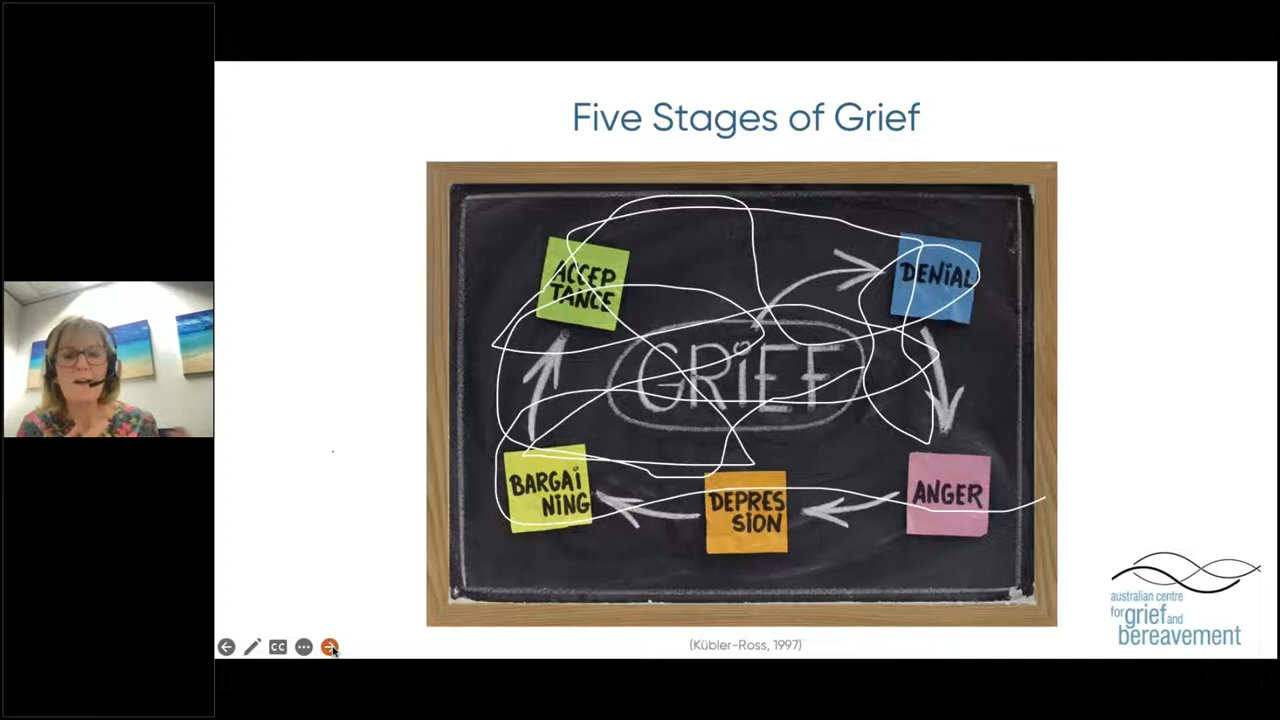 Five Stages of Grief
ACCEP
TANCE
DENIAL
GRIEF
BARGAI
NING
DEPRES
SION
ANGER
(Kübler-Ross, 1997)
CC
australian centre
for grief and
bereavement